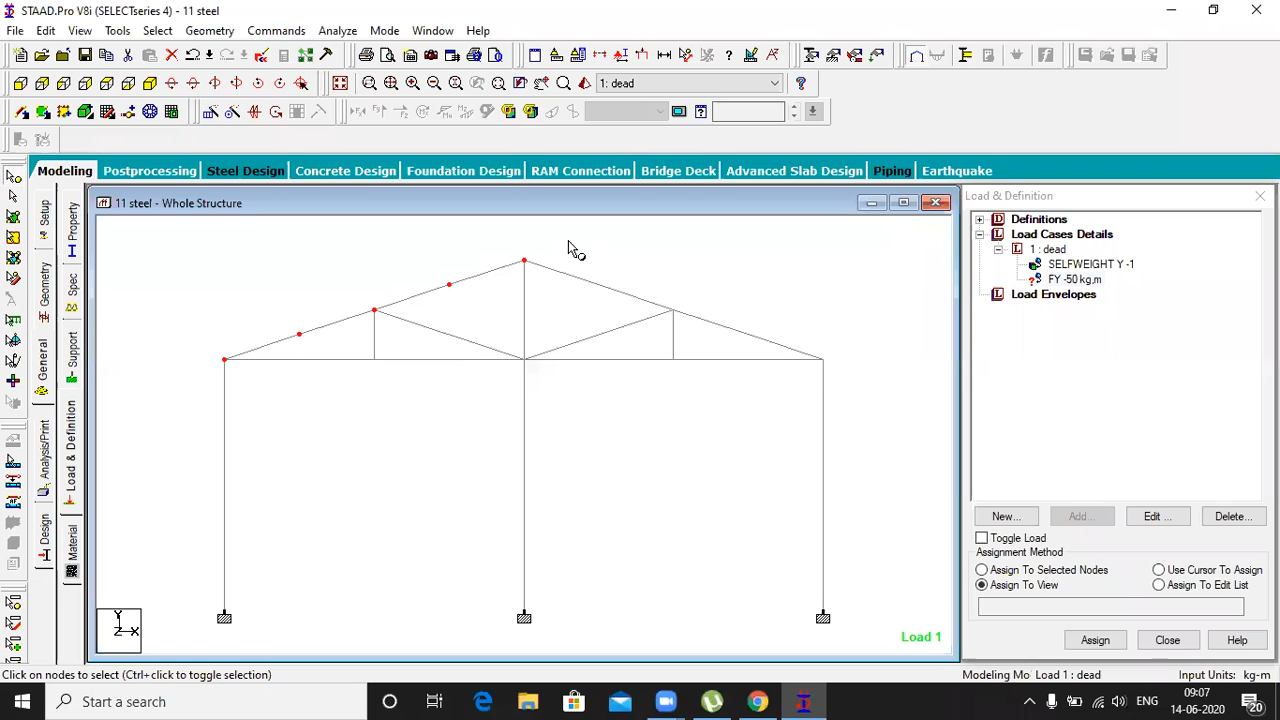 STAAD.Pro V8i (SELECTseries 4) - 11 steel
File Edit View Tools Select Geometry Commands Analyze Mode Window Help
1: dead
Modeling Postprocessing Steel Design Concrete Design Foundation Design RAM Connection Bridge Deck Advanced Slab Design Piping Earthquake
11 steel - Whole Structure
Setup
Geometry
General
Analysis/Print
Design
Property
Spec
Support
Load & Definition
Material
Y
Z X
Load 1
Load & Definition
Definitions
Load Cases Details
1 : dead
SELFWEIGHT Y -1
FY -50 kg,m
Load Envelopes
New... Add... Edit ... Delete...
Toggle Load
Assignment Method
Assign To Selected Nodes Use Cursor To Assign
Assign To View Assign To Edit List
Assign Close Help
Click on nodes to select (Ctrl+click to toggle selection) Modeling Mo Load 1 : dead Input Units: kg-m
Start a search
ENG
09:07
14-06-2020
20